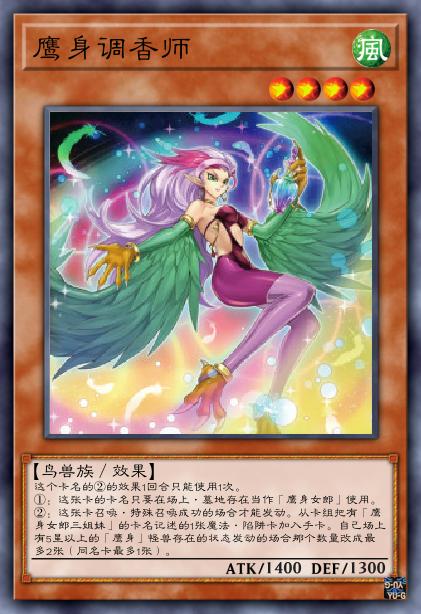 鹰身调香师
風
【鸟兽族/效果】
这个卡名的②的效果1回合只能使用1次。
①：这张卡的卡名只要在场上·墓地存在当作「鹰身女郎」使用。
②：这张卡召唤·特殊召唤成功的场合才能发动。从卡组把有「鹰
身女郎三姐妹」的卡名记述的1张魔法·陷阱卡加入手卡。自己场上
有5星以上的「鹰身」怪兽存在的状态发动的场合那个数量改成最
多2张（同名卡最多1张）。
ATK/1400 DEF/1300